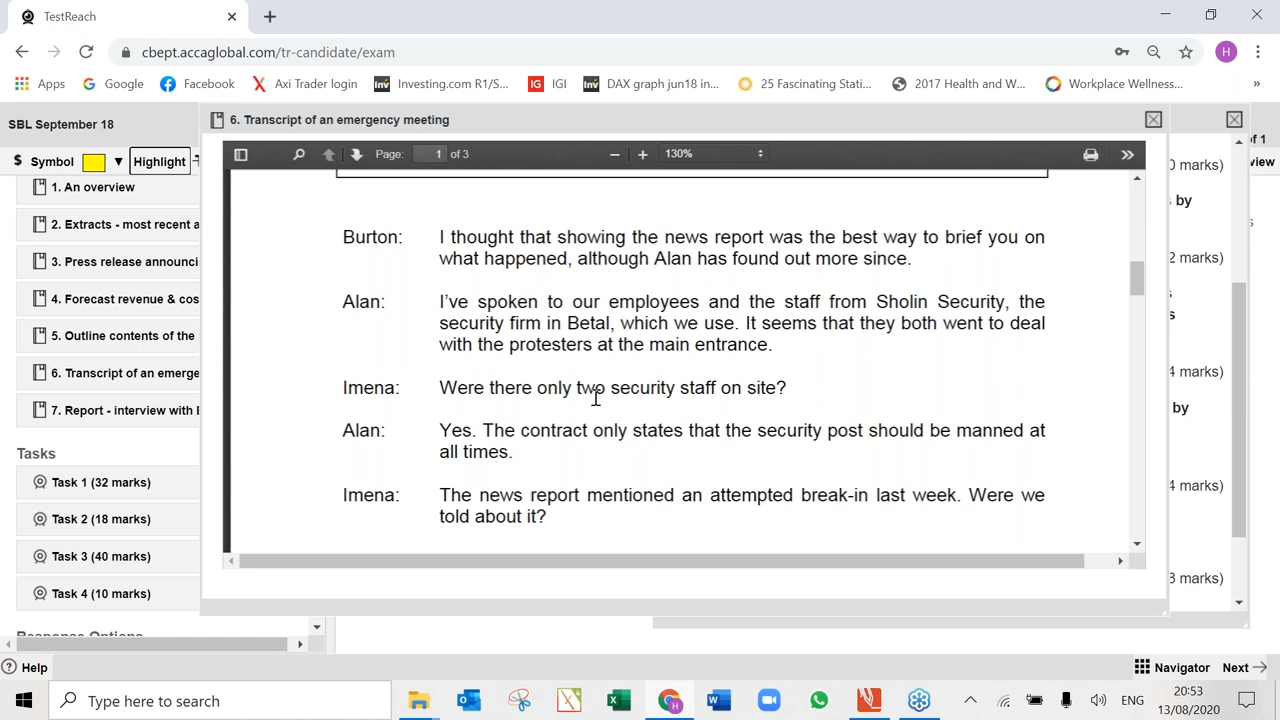 TestReach
cbept.accaglobal.com/tr-candidate/exam
H
Apps
Google
Facebook
Axi Trader login
Investing.com R1/S...
IGI
DAX graph jun18 in...
25 Fascinating Stati...
2017 Health and W...
Workplace Wellness...
»
SBL September 18
6. Transcript of an emergency meeting
of 1
$ Symbol
Highlight
view
Page: 1 of 3
130%
1. An overview
2. Extracts - most recent a
3. Press release announci
4. Forecast revenue & cos
5. Outline contents of the
6. Transcript of an emerge
7. Report - interview with
Tasks
Task 1 (32 marks)
Task 2 (18 marks)
Task 3 (40 marks)
Task 4 (10 marks)
Response Options
Burton: I thought that showing the news report was the best way to brief you on
what happened, although Alan has found out more since.
Alan: I've spoken to our employees and the staff from Sholin Security, the
security firm in Betal, which we use. It seems that they both went to deal
with the protesters at the main entrance.
Imena: Were there only two security staff on site?
Alan: Yes. The contract only states that the security post should be manned at
all times.
Imena: The news report mentioned an attempted break-in last week. Were we
told about it?
0 marks)
by
2 marks)
s
4 marks)
by
4 marks)
3 marks)
Help
Navigator
Next
Type here to search
ENG
20:53
13/08/2020